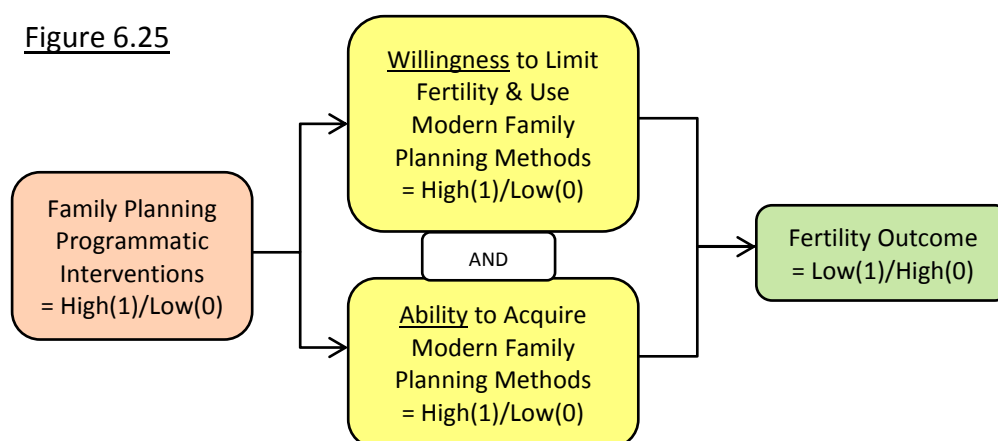 Figure 6.25
Willingness to Limit
Fertility & Use
Modern Family
Planning Methods
= High(1)/Low(0)
Family Planning
Programmatic
Interventions
= High(1)/Low(0)
AND
Fertility Outcome
= Low(1)/High(0)
Ability to Acquire
Modern Family
Planning Methods
= High(1)/Low(0)